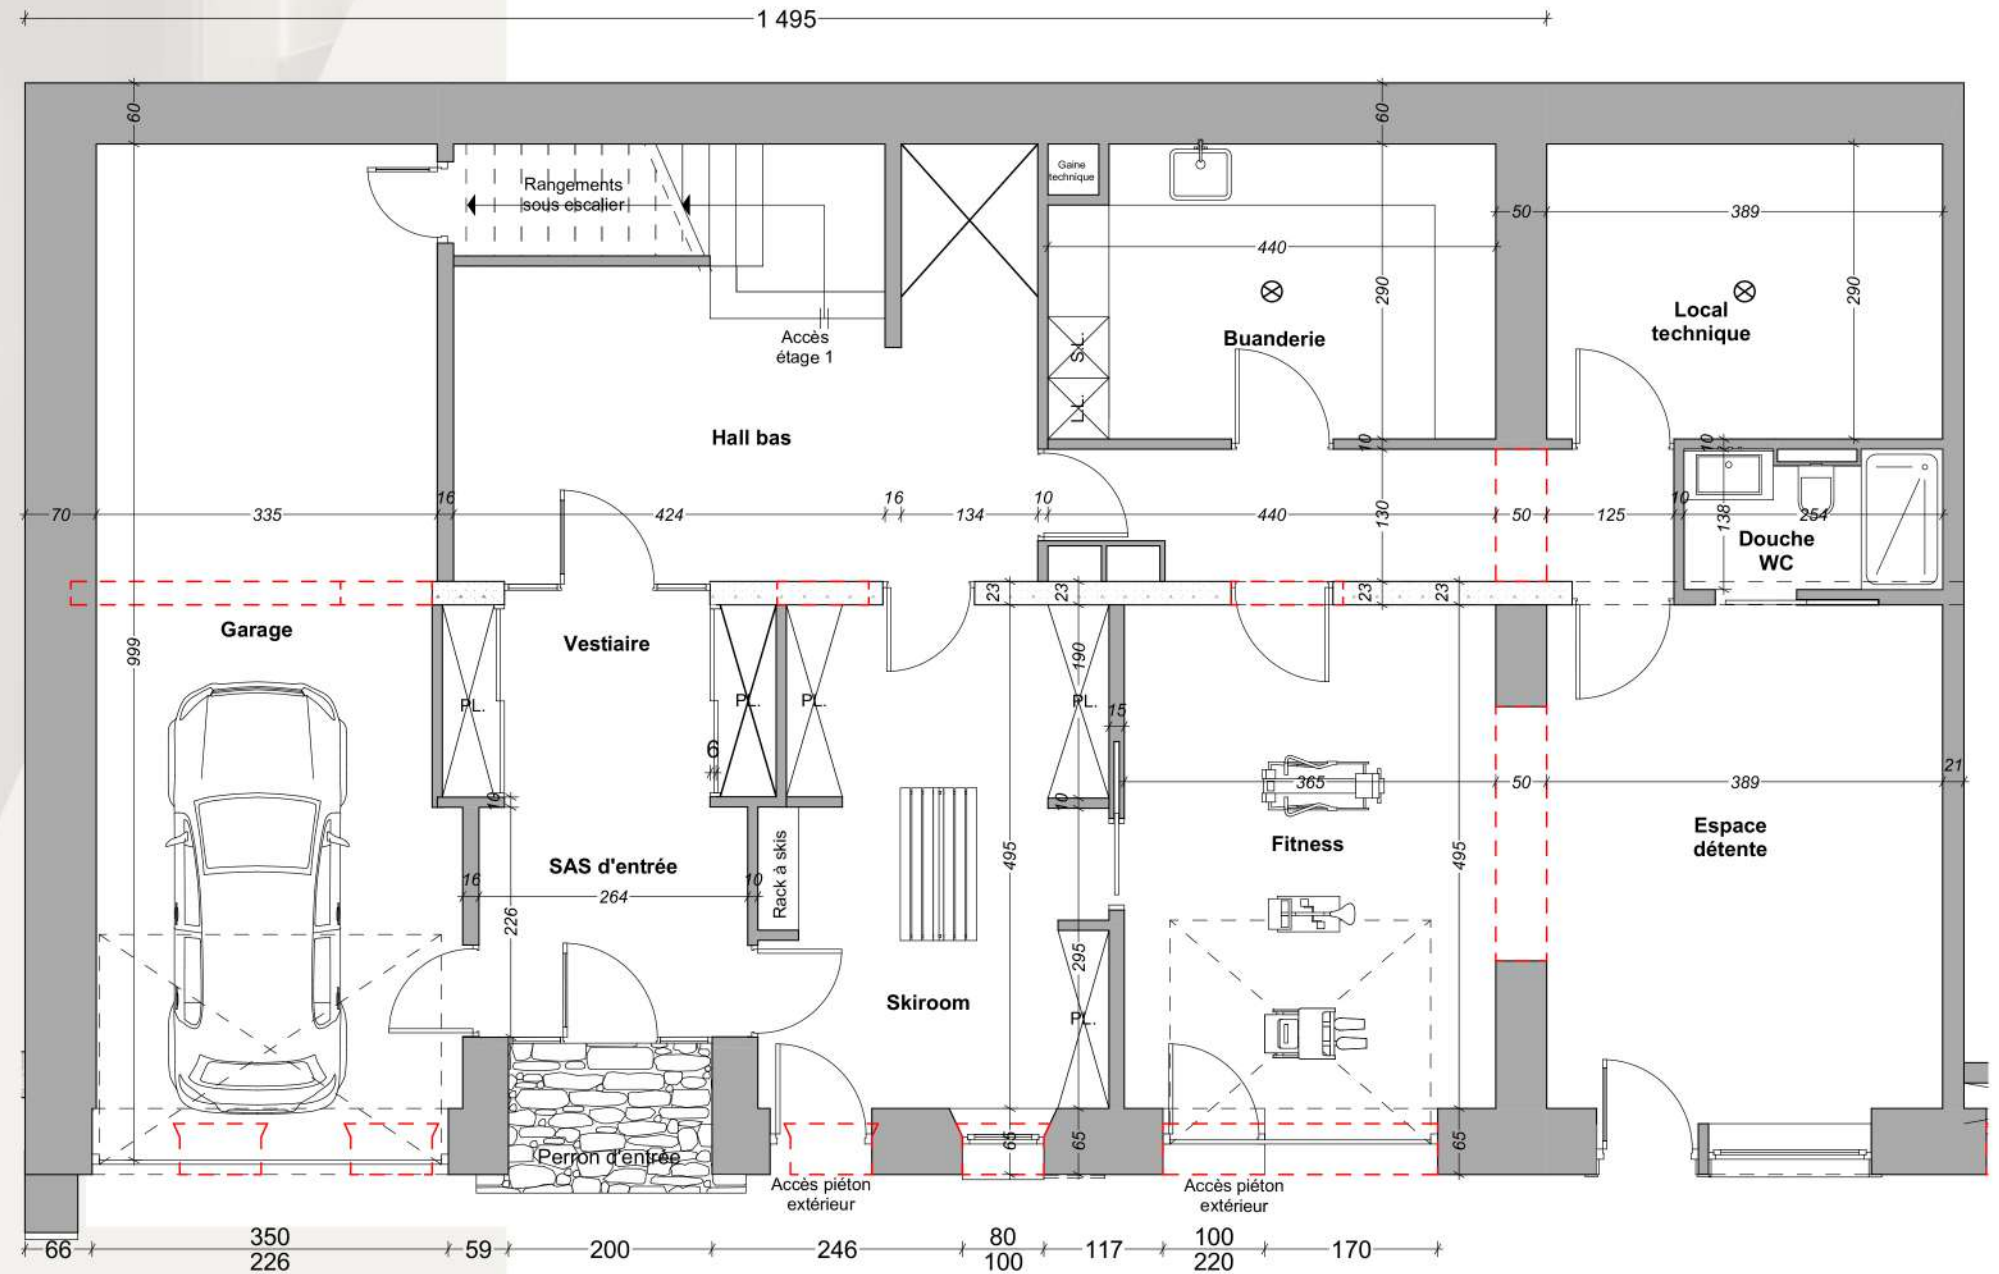 1 495
60
60
Rangements
sous escalier
Gaine
technique
50
389
440
290
290
Accès
étage 1
S.L.
L.L.
Buanderie
Local
technique
Hall bas
10
10
70
335
16
424
16
134
10
440
130
50
125
10
138
254
Douche
WC
23
23
23
23
Garage
999
Vestiaire
190
PL.
PL.
PL.
PL.
15
6
10
10
365
50
389
21
SAS d'entrée
Rack à skis
495
Fitness
495
Espace
détente
16
264
10
226
295
Skiroom
PL.
65
65
65
Perron d'entrée
Accès piéton
extérieur
Accès piéton
extérieur
66
350
226
59
200
246
80
100
117
100
220
170